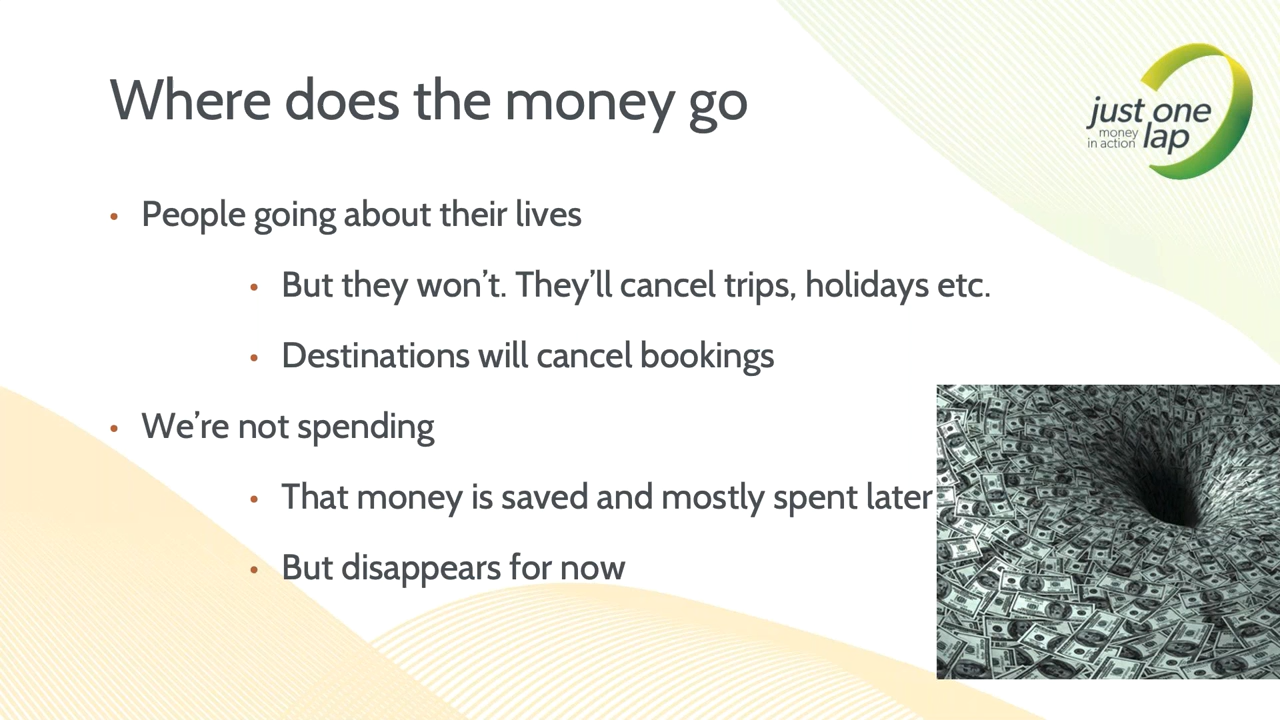 Where does the money go
just one
money
in action lap
• People going about their lives
• But they won’t. They’ll cancel trips, holidays etc.
• Destinations will cancel bookings
• We’re not spending
• That money is saved and mostly spent later
• But disappears for now